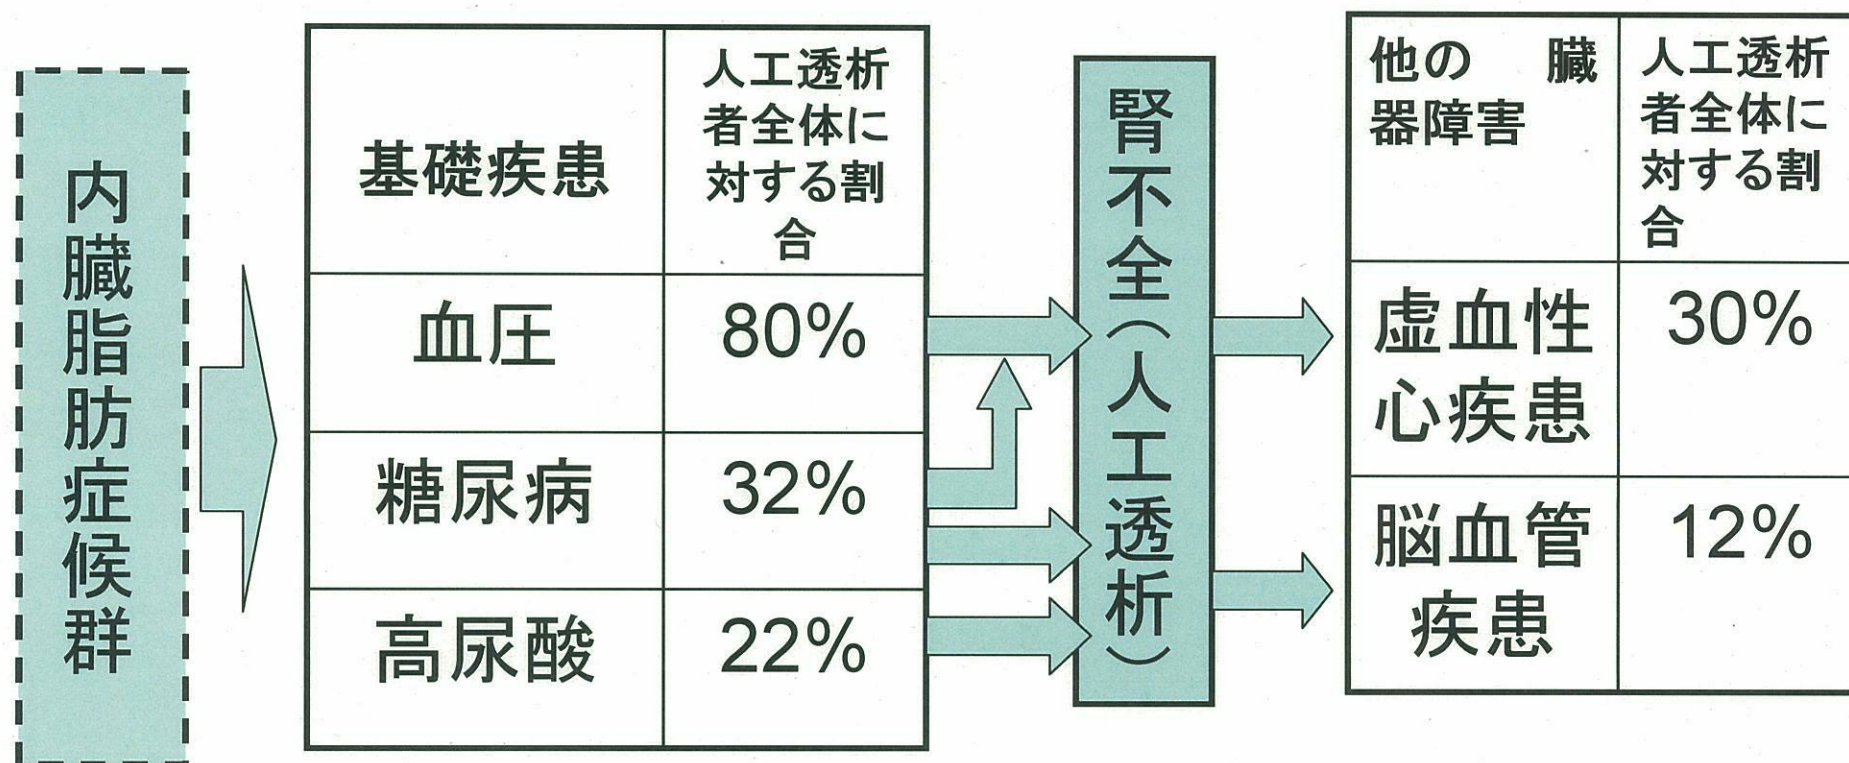 内臓脂肪症候群
基礎疾患
人工透析
者全体に
対する割
合
血圧
80%
糖尿病
32%
高尿酸
22%
腎不全(人工透析)
他の 臓
器障害
人工透析
者全体に
対する割
合
虚血性
心疾患
30%
脳血管
疾患
12%